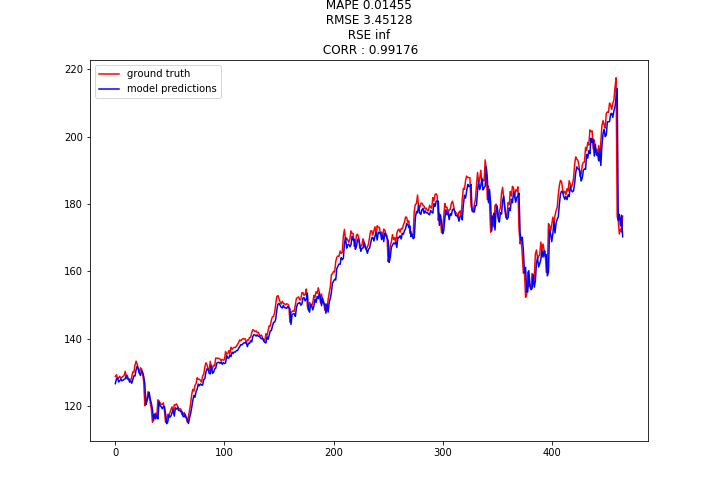 MAPE 0.01455
RMSE 3.45128
RSE inf
CORR : 0.99176
ground truth
model predictions
220
200
180
160
140
120
0
100
200
300
400